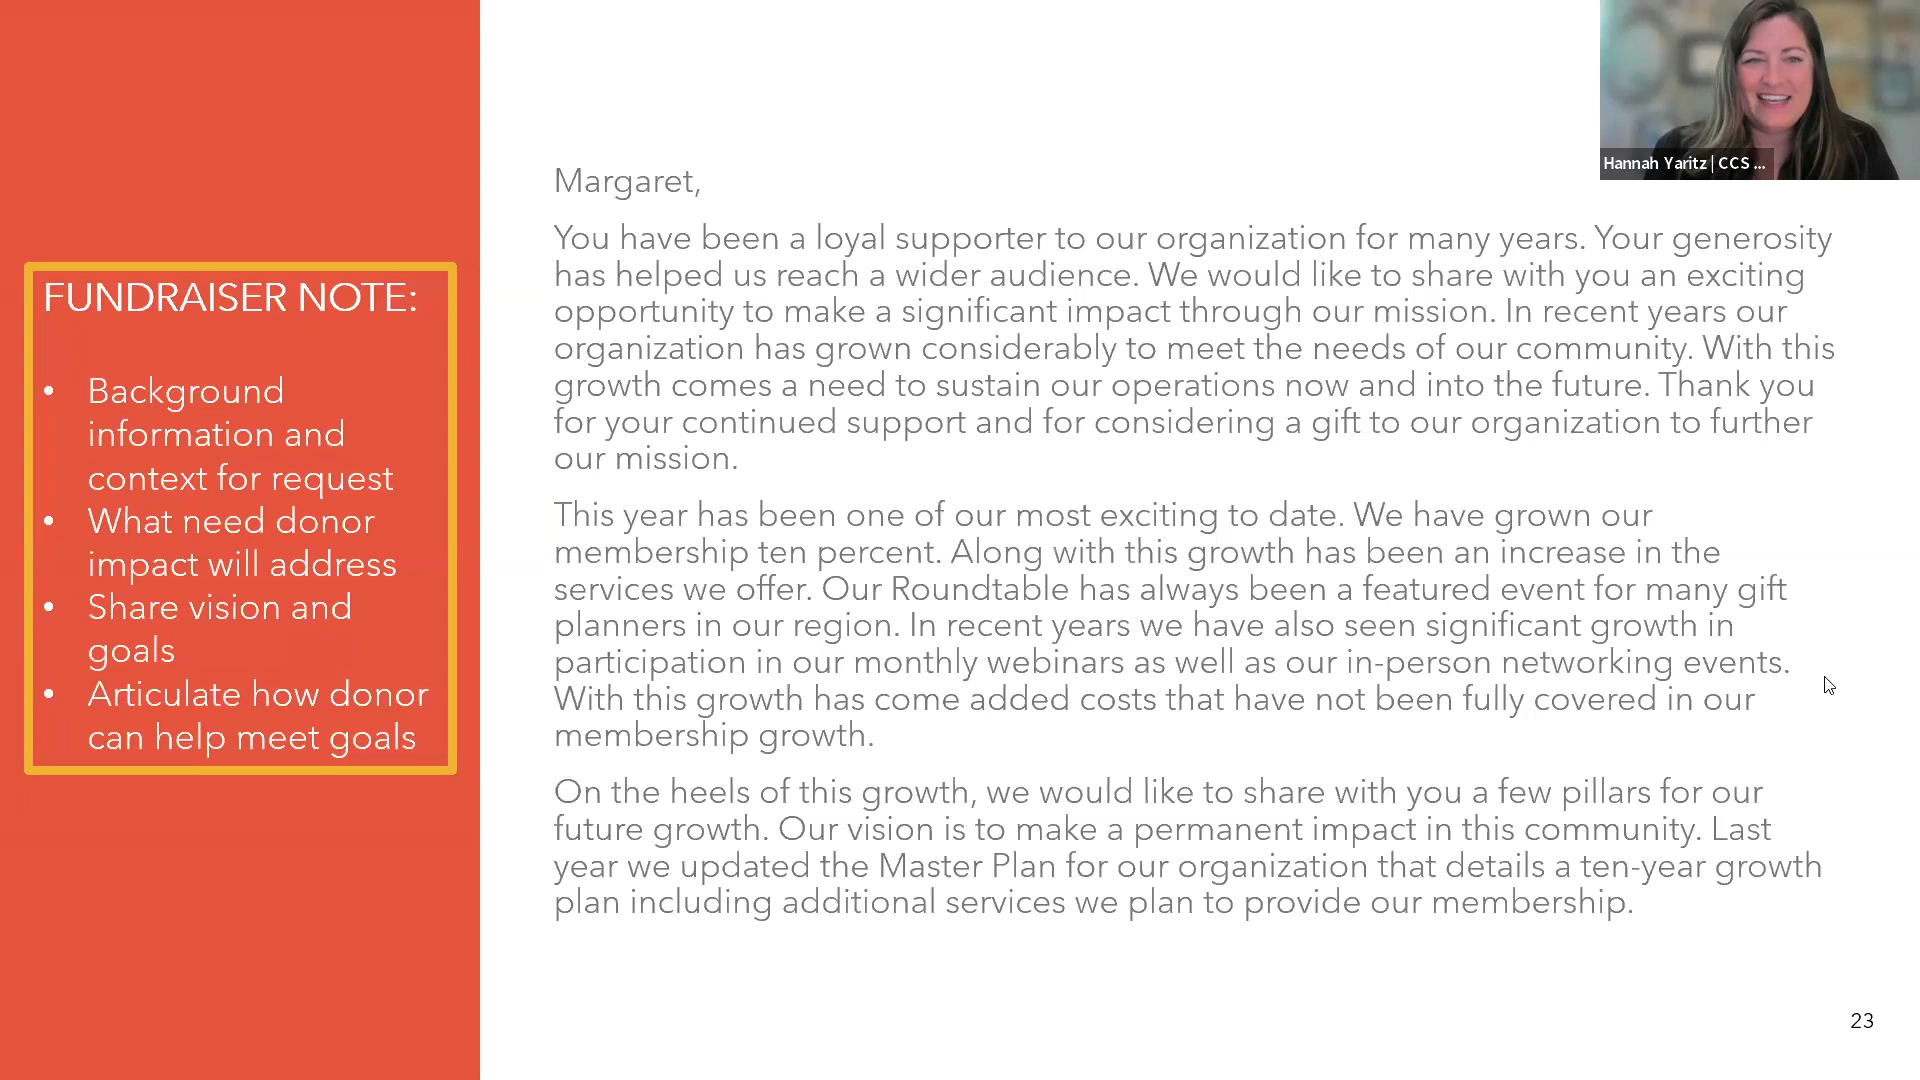 Hannah Yaritz | CCS ...
FUNDRAISER NOTE:
• Background
information and
context for request
• What need donor
impact will address
• Share vision and
goals
• Articulate how donor
can help meet goals
Margaret,
You have been a loyal supporter to our organization for many years. Your generosity
has helped us reach a wider audience. We would like to share with you an exciting
opportunity to make a significant impact through our mission. In recent years our
organization has grown considerably to meet the needs of our community. With this
growth comes a need to sustain our operations now and into the future. Thank you
for your continued support and for considering a gift to our organization to further
our mission.
This year has been one of our most exciting to date. We have grown our
membership ten percent. Along with this growth has been an increase in the
services we offer. Our Roundtable has always been a featured event for many gift
planners in our region. In recent years we have also seen significant growth in
participation in our monthly webinars as well as our in-person networking events.
With this growth has come added costs that have not been fully covered in our
membership growth.
On the heels of this growth, we would like to share with you a few pillars for our
future growth. Our vision is to make a permanent impact in this community. Last
year we updated the Master Plan for our organization that details a ten-year growth
plan including additional services we plan to provide our membership.
23